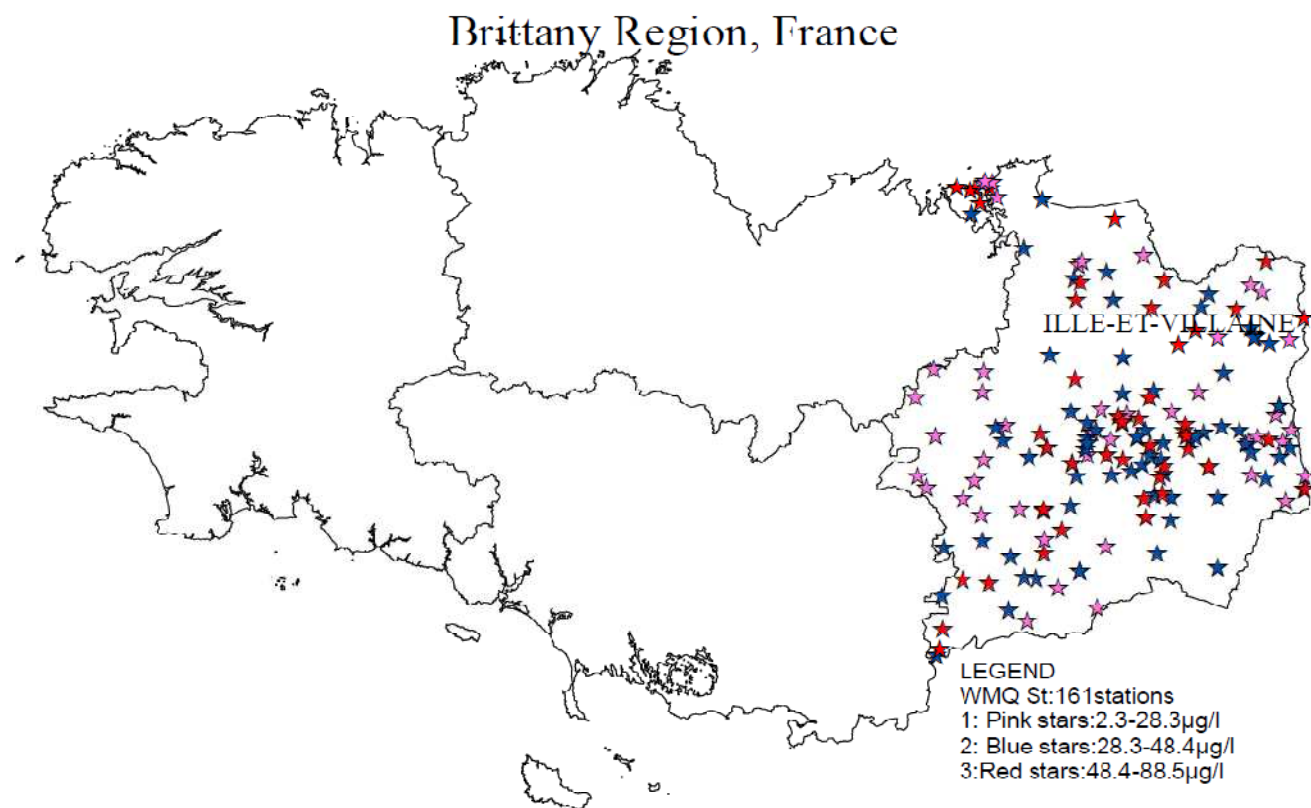 Brittany Region, France
ILLE-ET-VILLAINE
LEGEND
WMQ St:161stations
1: Pink stars:2.3-28.3µg/l
2: Blue stars:28.3-48.4µg/l
3:Red stars:48.4-88.5µg/l